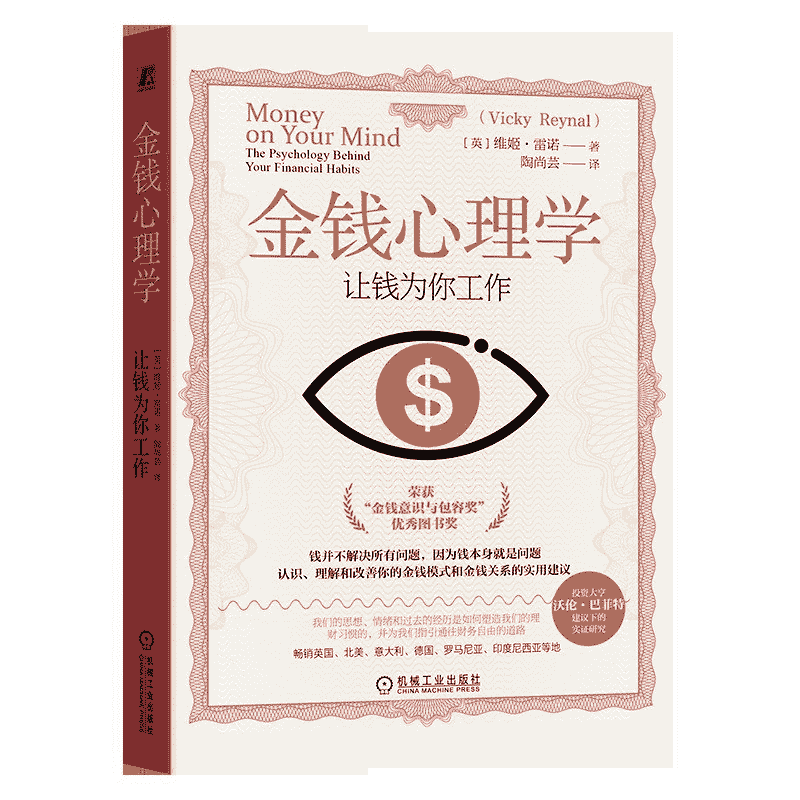 金钱心理学
让钱为你工作
机械工业出版社
CHINA MACHINE PRESS
Money
on Your Mind
The Psychology Behind
Your Financial Habits
（Vicky Reynal）
［英］维姬·雷诺——著
陶尚芸——译
金钱心理学
让钱为你工作
荣获
“金钱意识与包容奖”
优秀图书奖
钱并不解决所有问题，因为钱本身就是问题
认识、理解和改善你的金钱模式和金钱关系的实用建议
投资大亨
沃伦·巴菲特
建议下的
实证研究
我们的思想、情绪和过去的经历是如何塑造我们的理
财习惯的，并为我们指引通往财务自由的道路
畅销英国、北美、意大利、德国、罗马尼亚、印度尼西亚等地
机械工业出版社
CHINA MACHINE PRESS